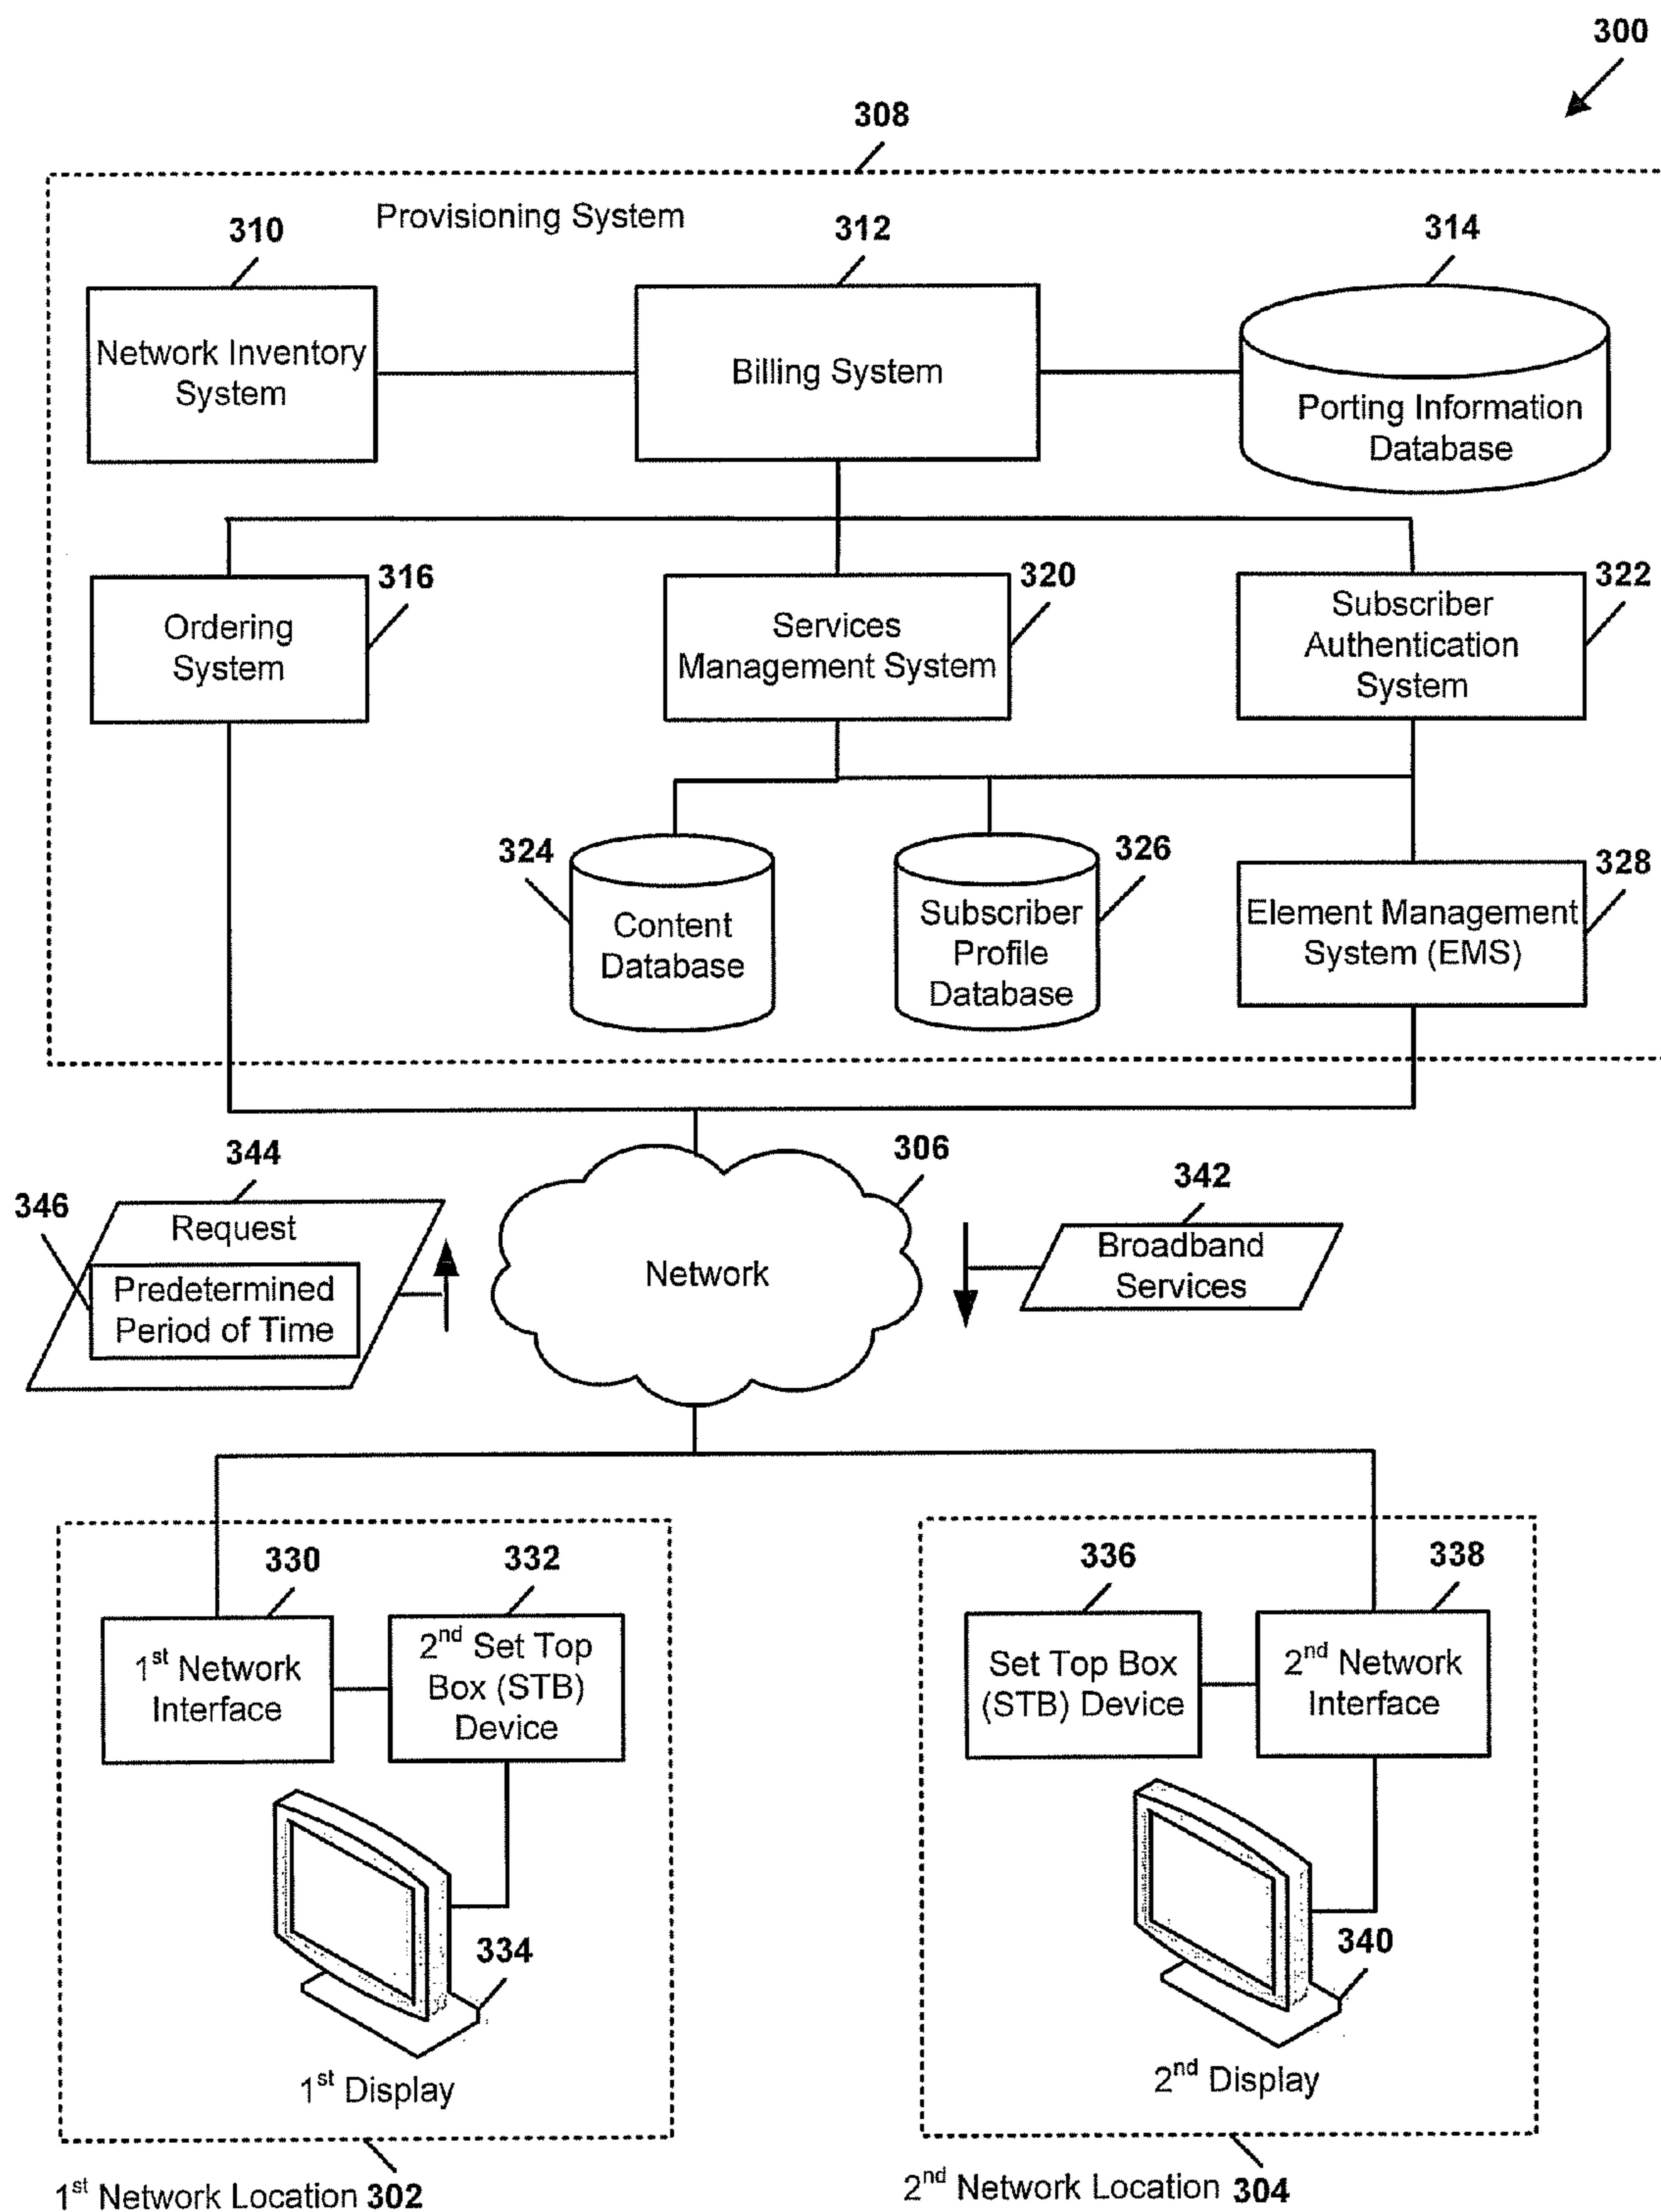 300
308
Provisioning System
310
312
314
Network Inventory
System
Billing System
Porting Information
Database
316
320
322
Ordering
System
Services
Management System
Subscriber
Authentication
System
324
326
328
Content
Database
Subscriber
Profile
Database
Element Management
System (EMS)
344
306
342
346
Request
Predetermined
Period of Time
Network
Broadband
Services
330
332
336
338
1st Network
Interface
2nd Set Top
Box (STB)
Device
Set Top Box
(STB) Device
2nd Network
Interface
334
340
1st Display
2nd Display
1st Network Location 302
2nd Network Location 304